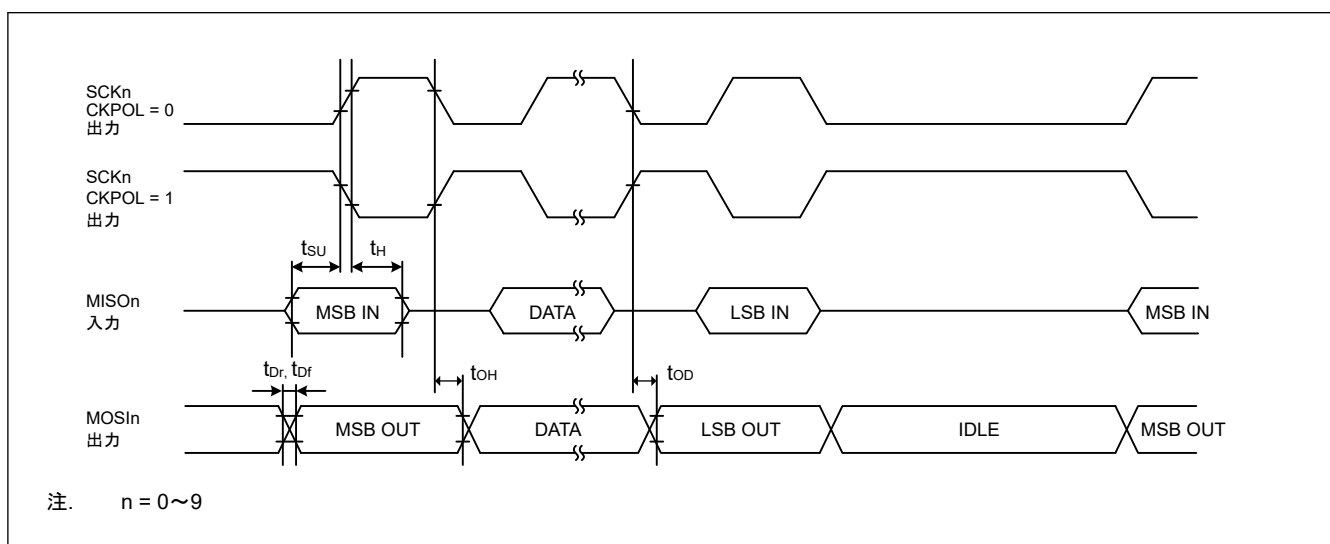 SCKn
CKPOL = 0
出力
SCKn
CKPOL = 1
出力
tSU
tH
MISOn
入力
MSB IN
DATA
LSB IN
MSB IN
tDr, tDf
tOH
tOD
MOSIn
出力
MSB OUT
DATA
LSB OUT
IDLE
MSB OUT
注. n = 0～9